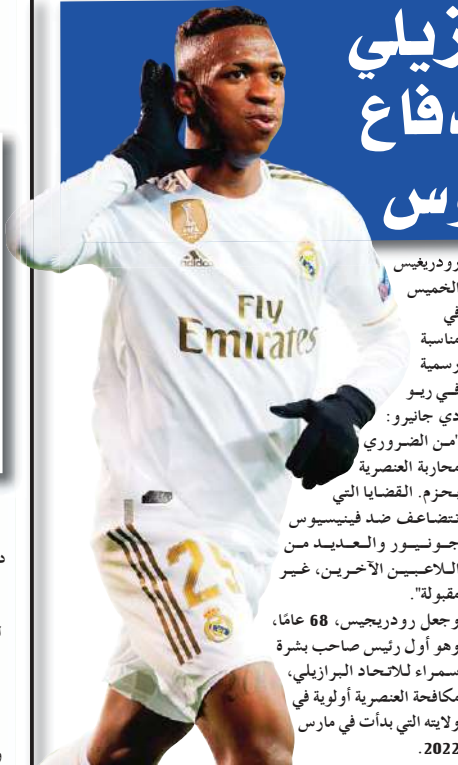 دفاع
رودريغيس
الخميس
في
مناسبة
رسمية
في ريو
دي جانيرو:
"من الضروري
محاربة العنصرية
بحزم. القضايا التي
تتضاعف ضد فينيسيوس
جونيور والعديد من
اللاعبين الآخرين، غير
مقبولة".
وجعل رودريجيس، 68 عامًا،
وهو أول رئيس صاحب بشرة
سمراء للاتحاد البرازيلي،
مكافحة العنصرية أولوية في
ولايته التي بدأت في مارس
2022.
adidas
Fly
Emirates
25